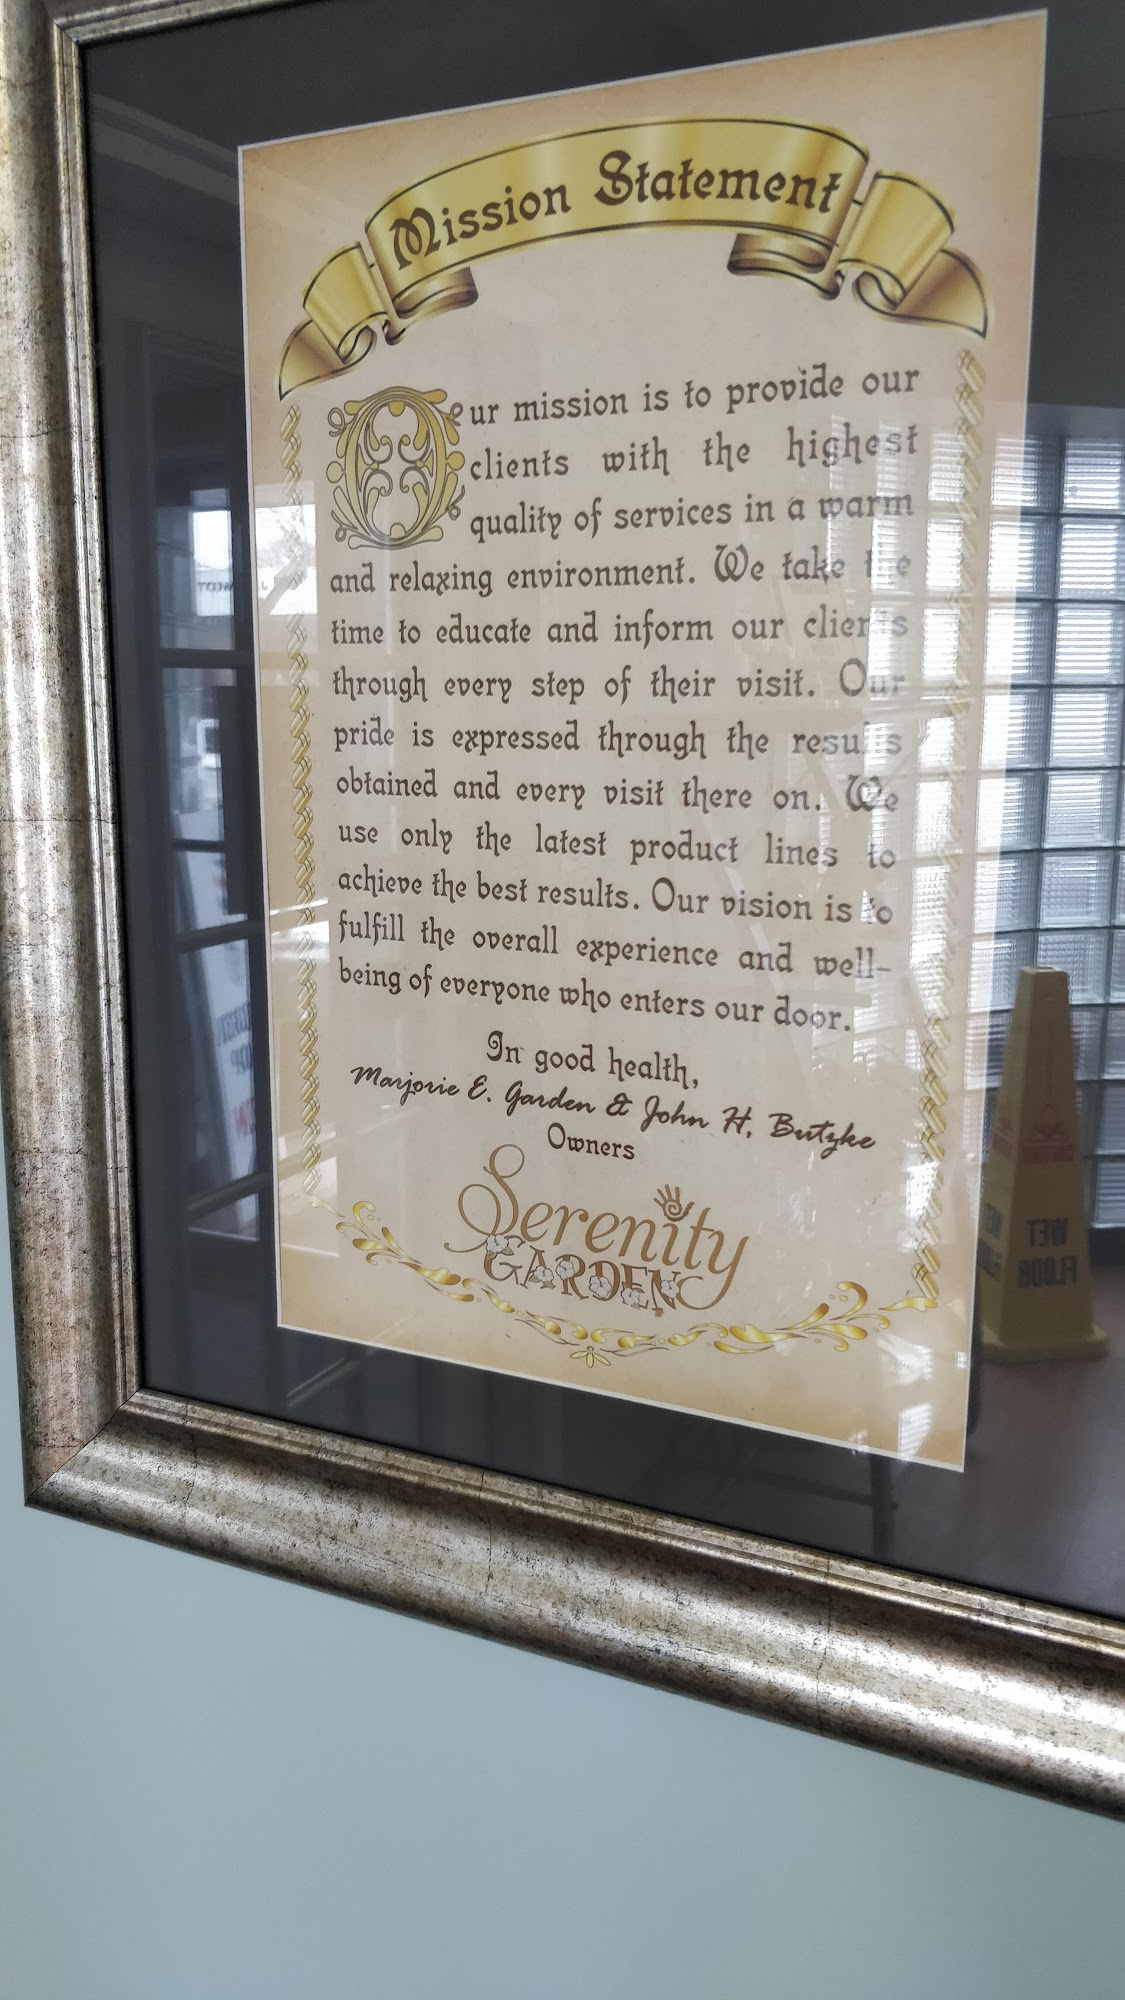 Mission Statement
Our mission is to provide our
clients with the highest
quality of services in a warm
and relaxing environment. We take the
time to educate and inform our clients
through every step of their visit. Our
pride is expressed through the results
obtained and every visit there on. We
use only the latest product lines to
achieve the best results. Our vision is to
fulfill the overall experience and well-
being of everyone who enters our door.
In good health,
Marjorie E. Garden & John H. Butzke
Owners
Serenity
GARDEN
WET
FLOOR